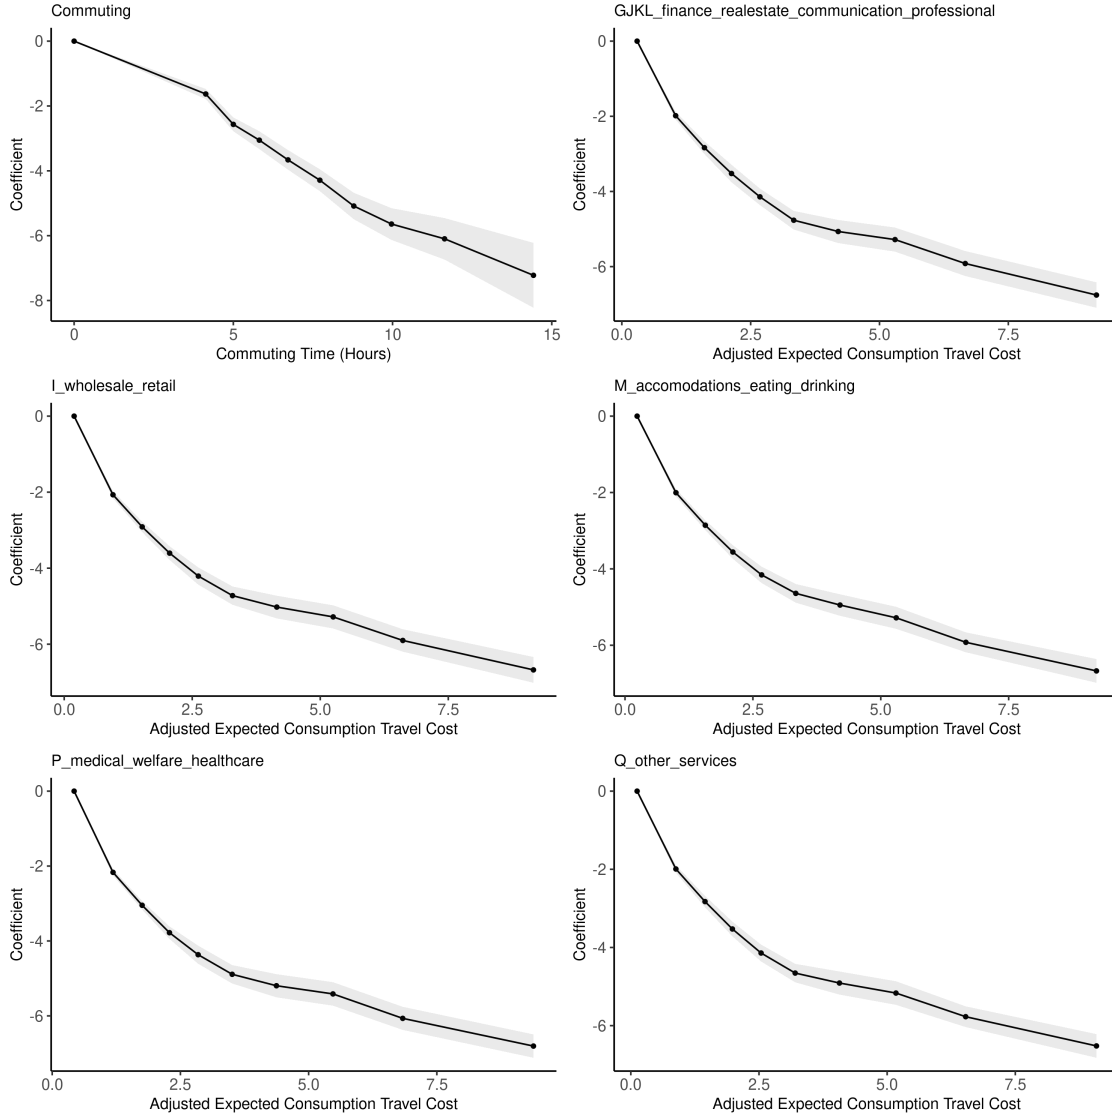 Commuting
0
-2
-4
-6
-8
Coefficient
0
5
10
15
Commuting Time (Hours)
GJKL_finance_realestate_communication_professional
0
-2
-4
-6
Coefficient
0.0
2.5
5.0
7.5
Adjusted Expected Consumption Travel Cost
I_wholesale_retail
0
-2
-4
-6
Coefficient
0.0
2.5
5.0
7.5
Adjusted Expected Consumption Travel Cost
M_accomodations_eating_drinking
0
-2
-4
-6
Coefficient
0.0
2.5
5.0
7.5
Adjusted Expected Consumption Travel Cost
P_medical_welfare_healthcare
0
-2
-4
-6
Coefficient
0.0
2.5
5.0
7.5
Adjusted Expected Consumption Travel Cost
Q_other_services
0
-2
-4
-6
Coefficient
0.0
2.5
5.0
7.5
Adjusted Expected Consumption Travel Cost